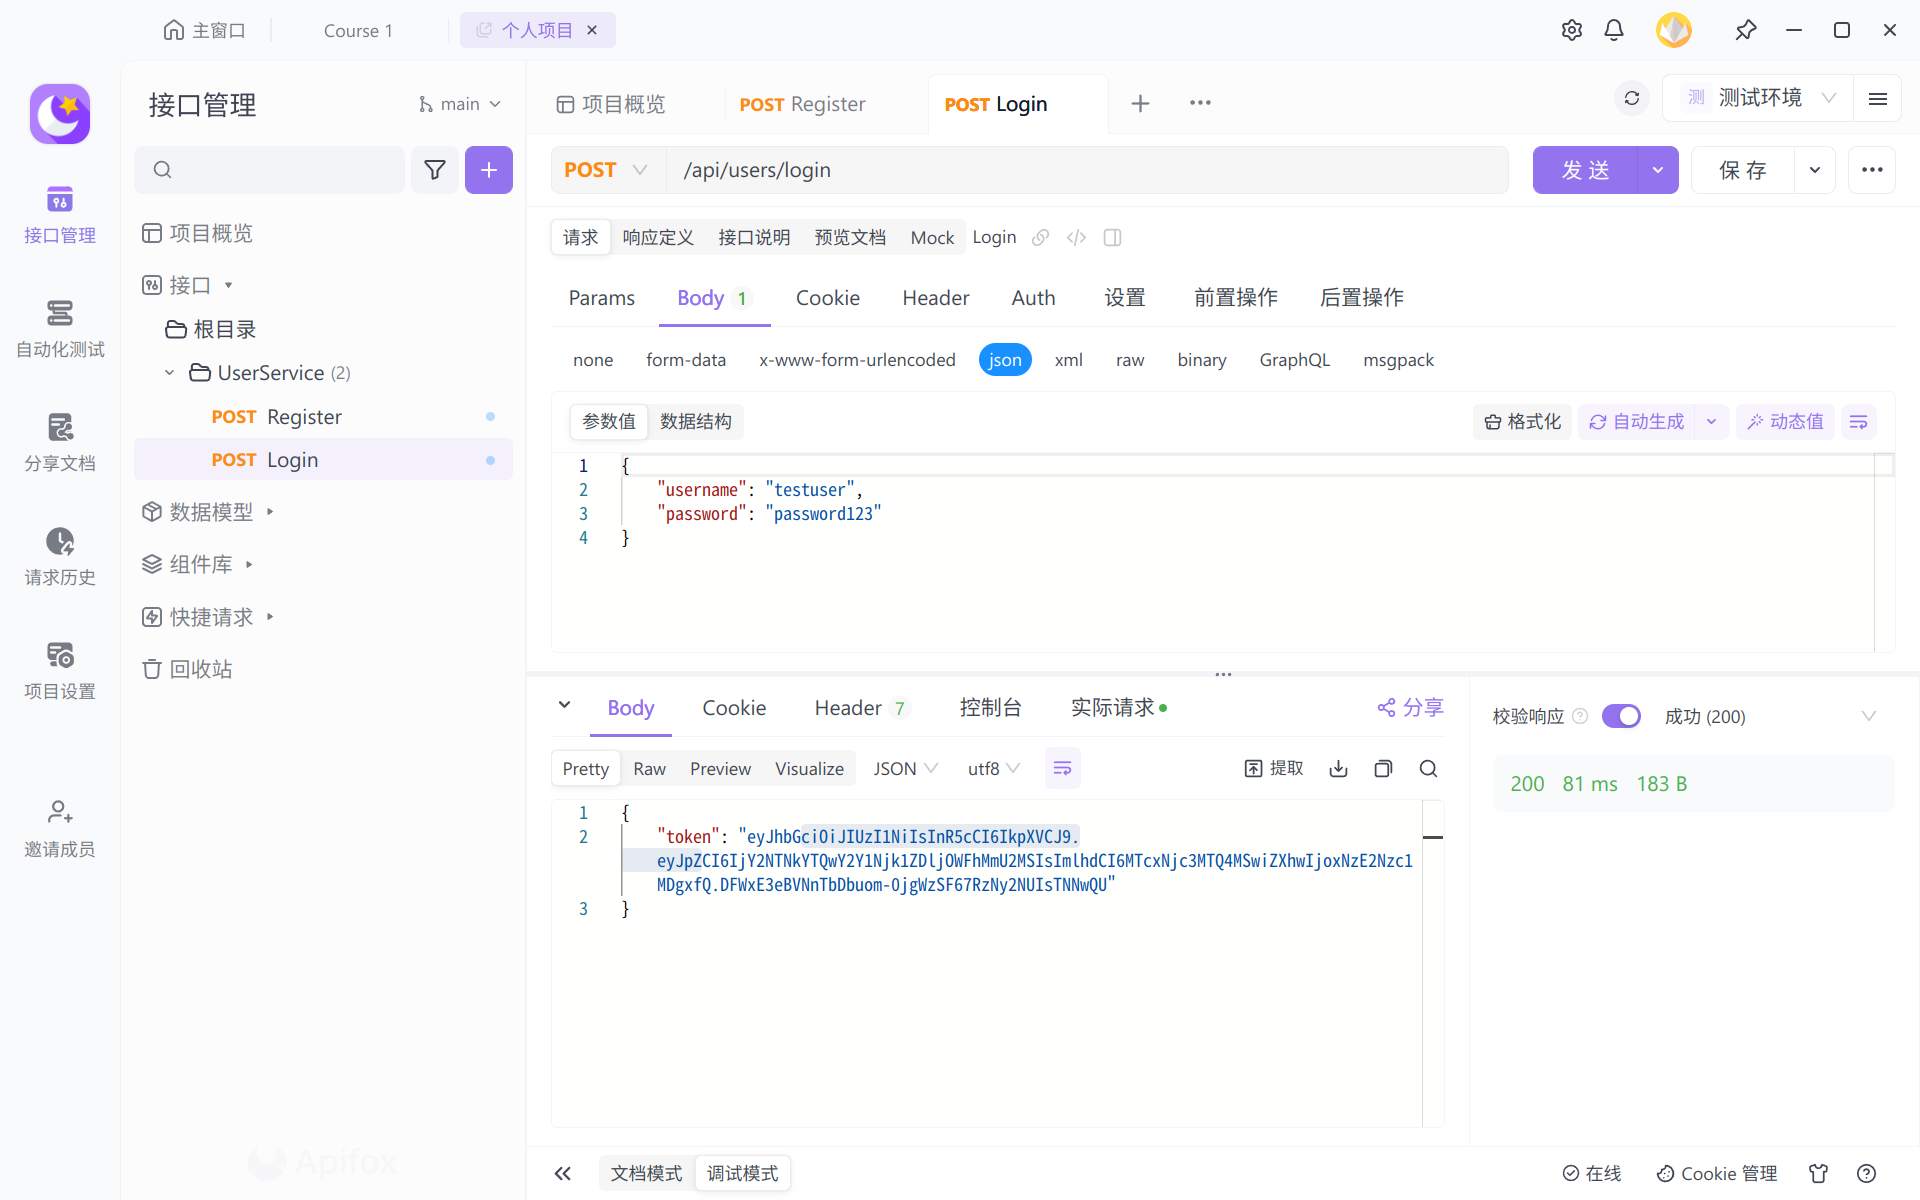 主窗口
Course 1
个人项目
接口管理
main
项目概览
POST Register
POST Login
测 测试环境
POST
/api/users/login
发 送
保 存
接口管理
自动化测试
分享文档
请求历史
项目设置
邀请成员
项目概览
接口
根目录
UserService (2)
POST Register
POST Login
数据模型
组件库
快捷请求
回收站
Apifox
请求 响应定义 接口说明 预览文档 Mock Login
Params Body 1 Cookie Header Auth 设置 前置操作 后置操作
none form-data x-www-form-urlencoded json xml raw binary GraphQL msgpack
参数值 数据结构 格式化 自动生成 动态值
1 {
2 "username": "testuser",
3 "password": "password123"
4 }
Body Cookie Header 7 控制台 实际请求 分享
校验响应 成功 (200)
Pretty Raw Preview Visualize JSON utf8 提取
200 81 ms 183 B
1 {
2 "token": "eyJhbGciOiJIUzI1NiIsInR5cCI6IkpXVCJ9.
eyJpZCI6IjY2NTNkYTQwY2Y1Njk1ZDljOWFhMmU2MSIsImlhdCI6MTcxNjc3MTQ4MSwiZXhwIjoxNzE2Nzc1
MDgxfQ.DFWxE3eBVNnTbDbuom-OjgWzSF67RzNy2NUIsTNNwQU"
3 }
文档模式 调试模式
在线 Cookie 管理